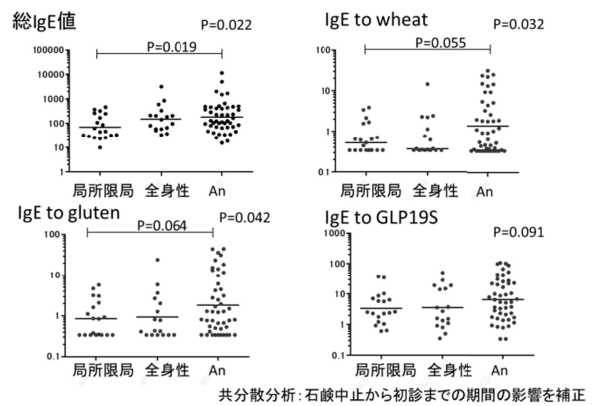 総IgE値
P=0.022
P=0.019
100000
10000
1000
100
10
1
局所限局 全身性 An
IgE to wheat
P=0.032
P=0.055
100
10
1
0.1
局所限局 全身性 An
IgE to gluten
P=0.042
P=0.064
100
10
1
0.1
局所限局 全身性 An
IgE to GLP19S
P=0.091
100
10
1
0.1
局所限局 全身性 An
共分散分析：石鹸中止から初診までの期間の影響を補正